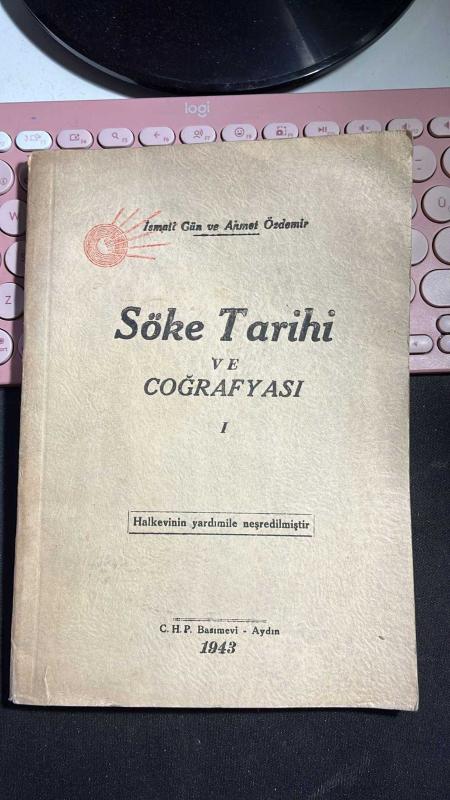 logi
İsmail Gün ve Ahmet Özdemir
Söke Tarihi
VE
COĞRAFYASI
I
Halkevinin yardımile neşredilmiştir
C. H. P. Basımevi - Aydın
1943